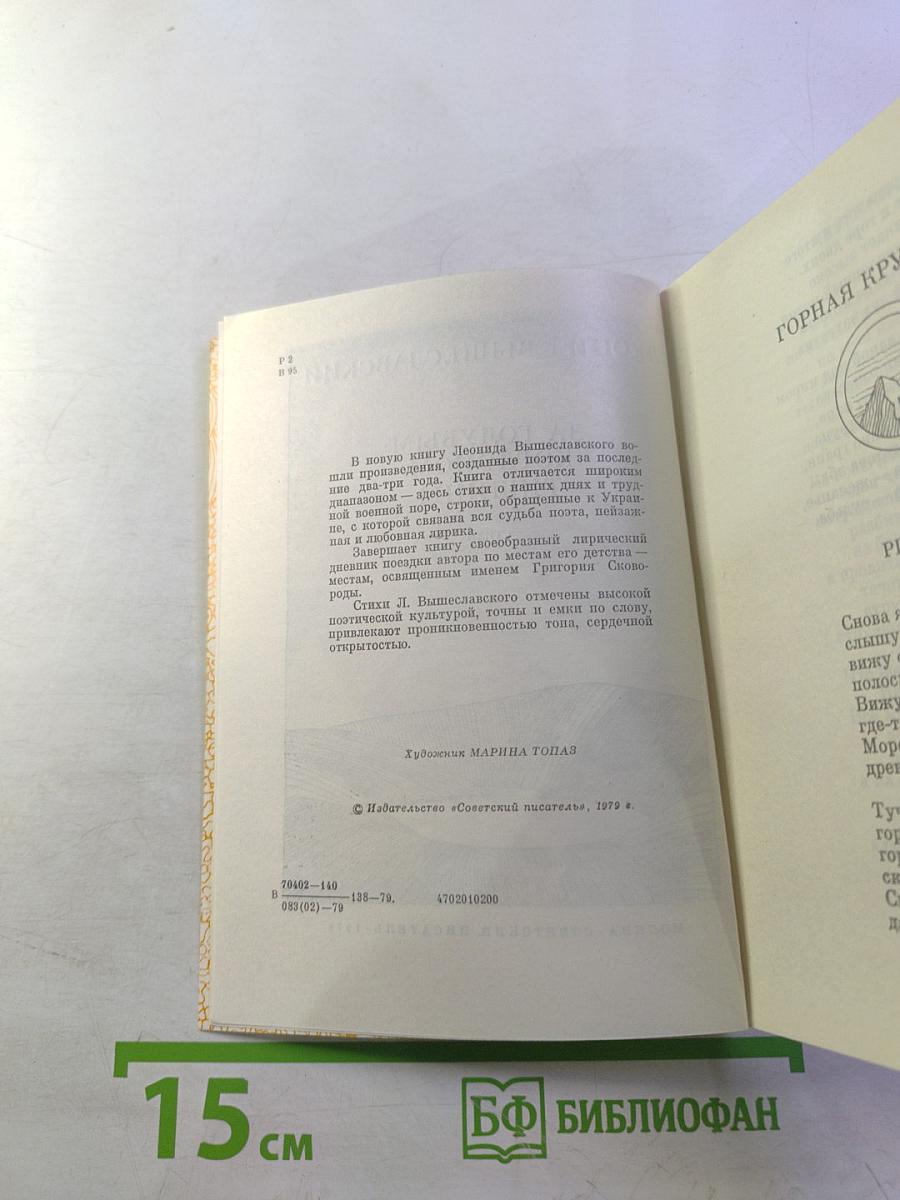 Р 2
В 95
В новую книгу Леонида Вышеславского во-
шли произведения, созданные поэтом за послед-
ние два-три года. Книга отличается широким
диапазоном — здесь стихи о наших днях и труд-
ной военной поре, строки, обращенные к Украи-
не, с которой связана вся судьба поэта, пейзаж-
ная и любовная лирика.
Завершает книгу своеобразный лирический
дневник поездки автора по местам его детства —
местам, освященным именем Григория Сково-
роды.
Стихи Л. Вышеславского отмечены высокой
поэтической культурой, точны и емки по слову,
привлекают проникновенностью тона, сердечной
открытостью.
Художник МАРИНА ТОПАЗ
© Издательство «Советский писатель», 1979 г.
70402—140
В 138—79. 4702010200
083(02)—79
ГОРНАЯ КРУ
Снова я
слышу
вижу
полос
Вижу
где-т
Море
дрен
Туч
гор
гор
ск
15 см
БФ БИБЛИОФАН